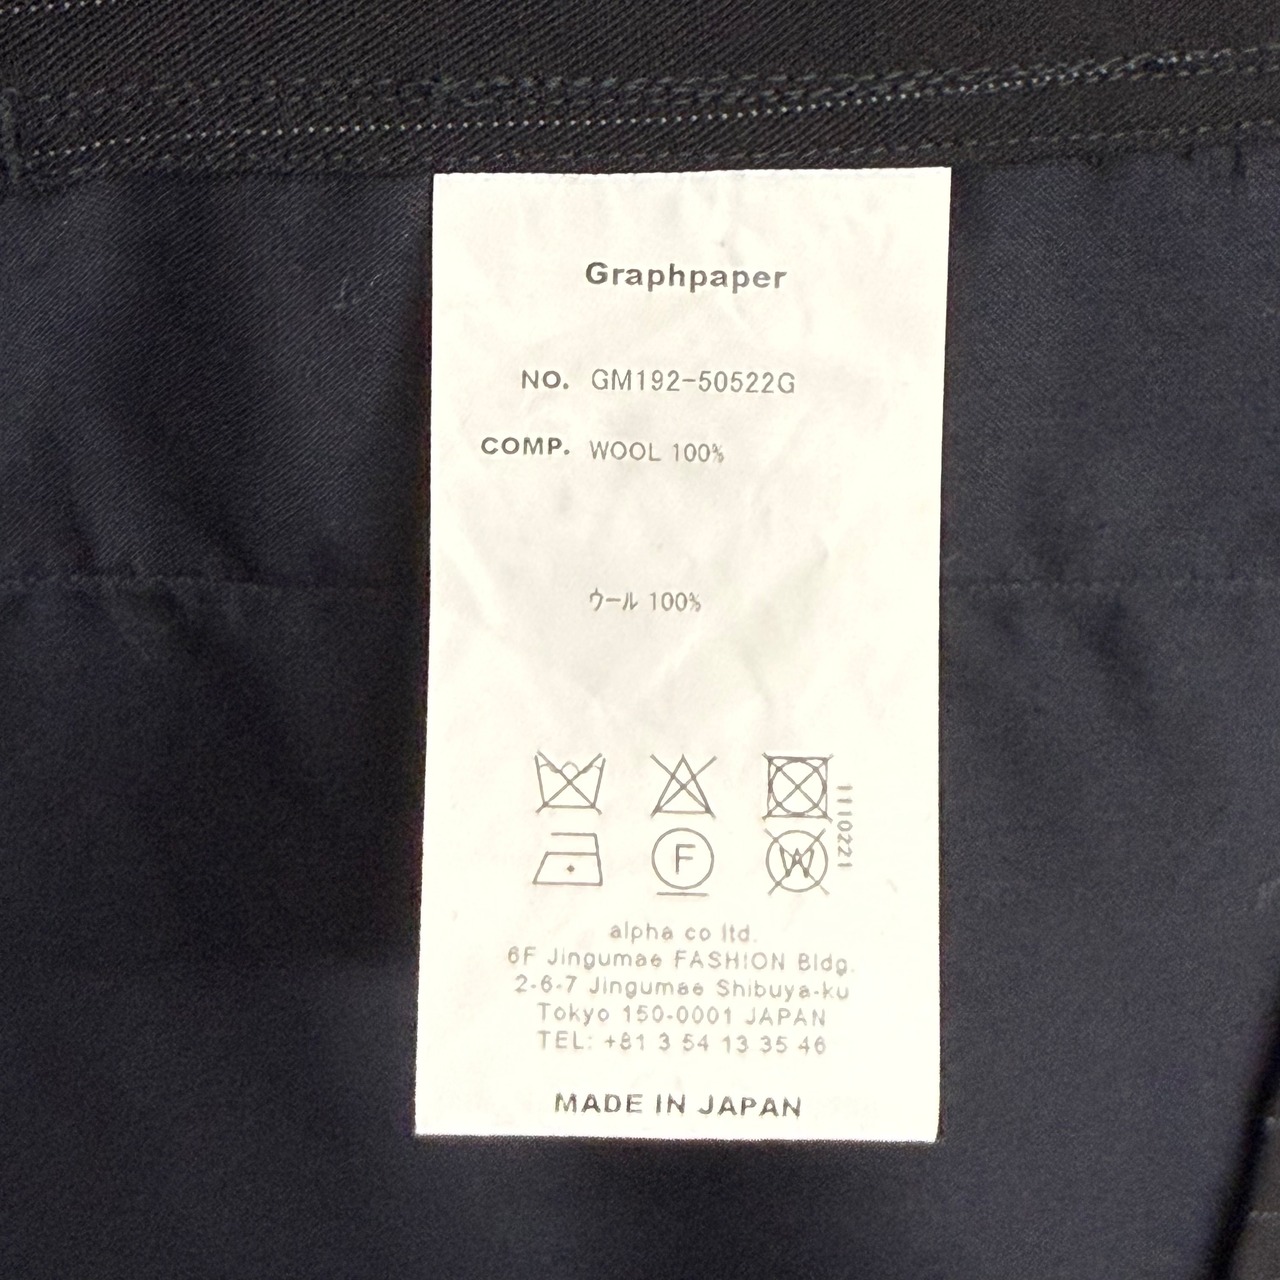 Graphpaper
NO. GM192-50522G
COMP. WOOL 100%
ウール 100%
F
W
1110221
alpha co ltd.
6F Jingumae FASHION Bldg.
2-6-7 Jingumae Shibuya-ku
Tokyo 150-0001 JAPAN
TEL: +81 3 54 13 35 46
MADE IN JAPAN